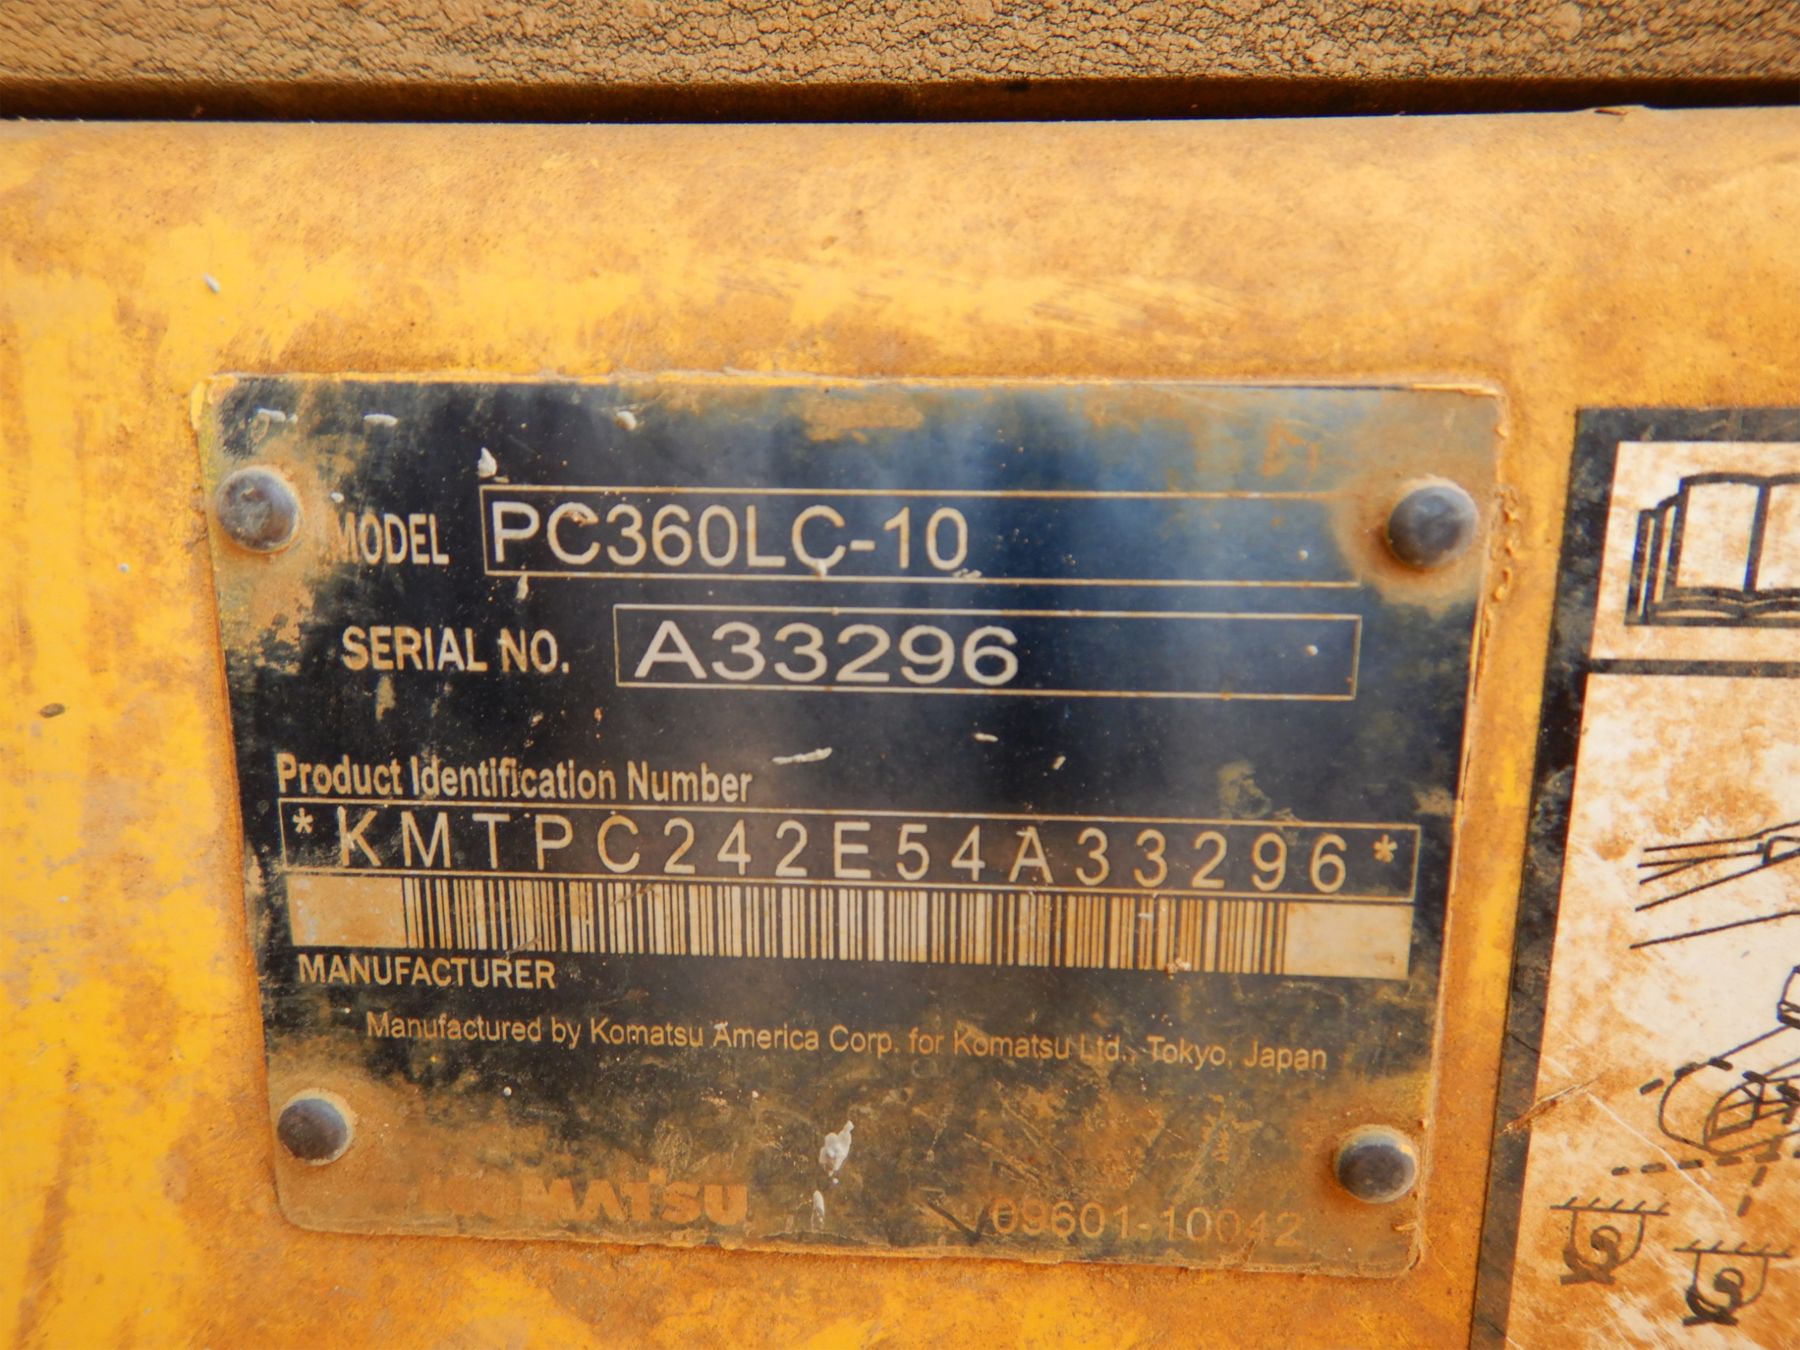 MODEL PC360LC-10
SERIAL NO. A33296
Product Identification Number
*KMTPC242E54A33296*
MANUFACTURER
Manufactured by Komatsu America Corp. for Komatsu Ltd., Tokyo, Japan
KOMATSU 09601-10042